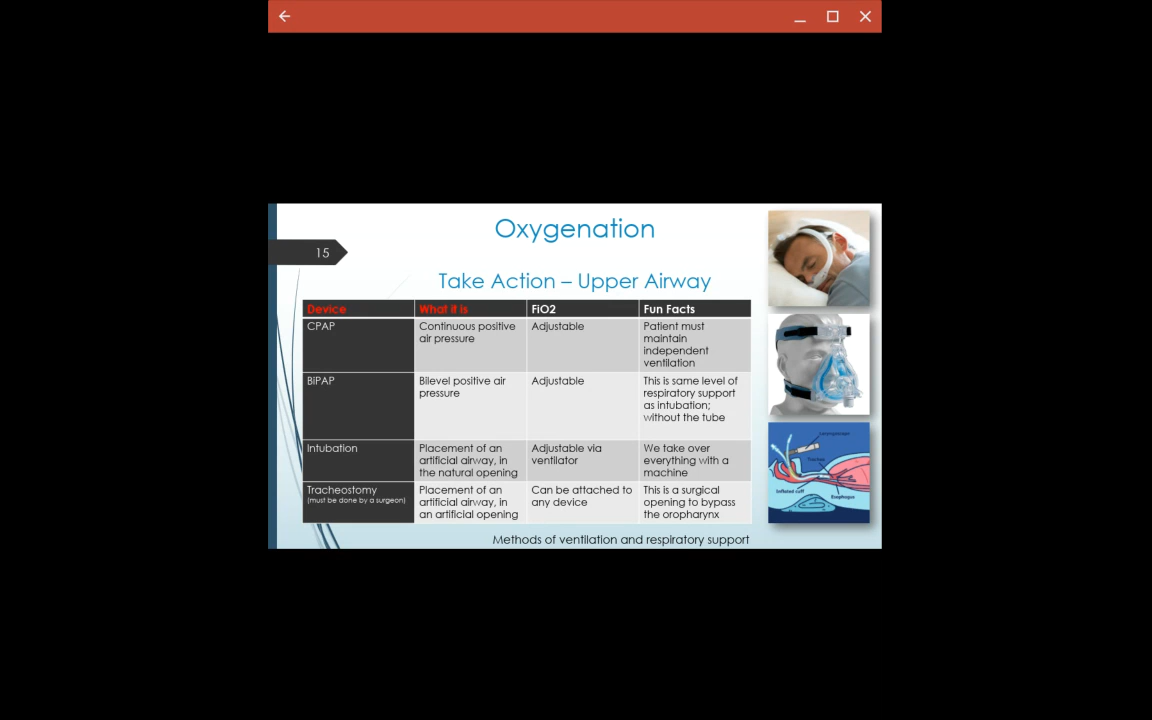 Oxygenation
15
Take Action – Upper Airway
Device
What it is
FiO2
Fun Facts
CPAP
Continuous positive
air pressure
Adjustable
Patient must
maintain
independent
ventilation
BIPAP
Bilevel positive air
pressure
Adjustable
This is same level of
respiratory support
as intubation;
without the tube
Intubation
Placement of an
artificial airway, in
the natural opening
Adjustable via
ventilator
We take over
everything with a
machine
Tracheostomy
(must be done by a surgeon)
Placement of an
artificial airway, in
an artificial opening
Can be attached to
any device
This is a surgical
opening to bypass
the oropharynx
Laryngoscope
Trachea
Inflated cuff
Esophagus
Methods of ventilation and respiratory support